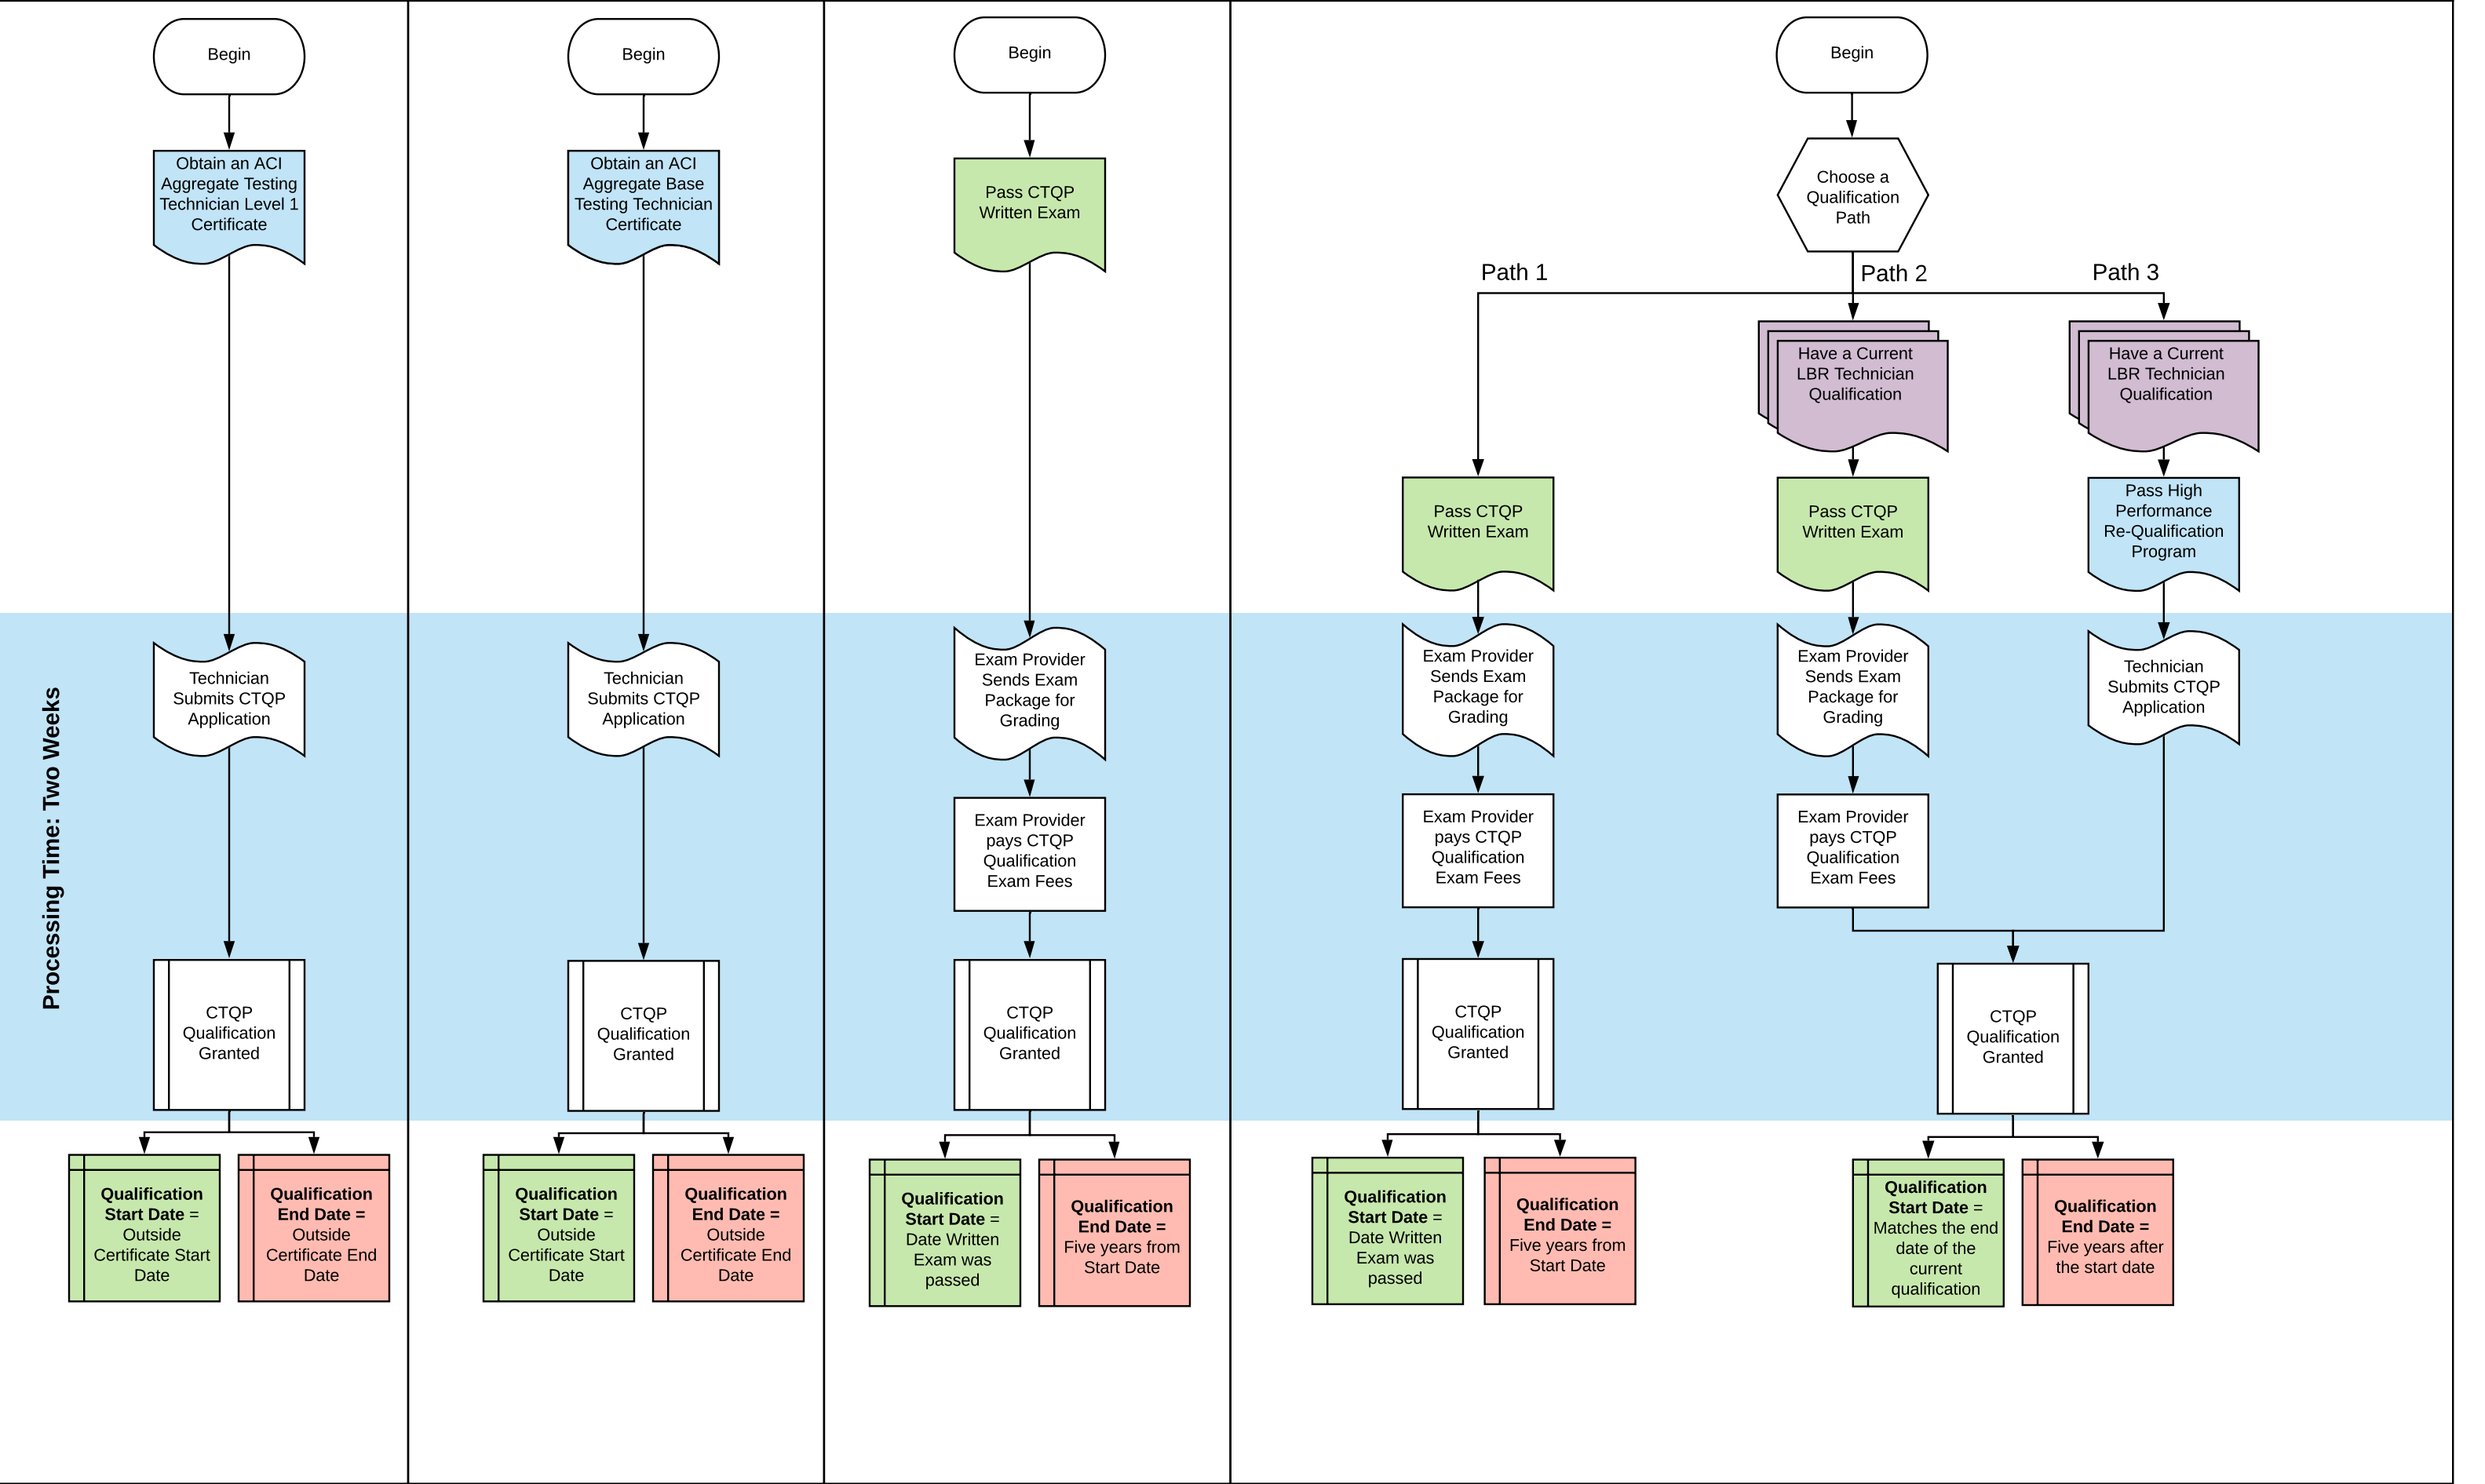 Begin
Obtain an ACI
Aggregate Testing
Technician Level 1
Certificate
Technician
Submits CTQP
Application
Processing Time: Two Weeks
CTQP
Qualification
Granted
Qualification
Start Date =
Outside
Certificate Start
Date
Qualification
End Date =
Outside
Certificate End
Date
Begin
Obtain an ACI
Aggregate Base
Testing Technician
Certificate
Technician
Submits CTQP
Application
CTQP
Qualification
Granted
Qualification
Start Date =
Outside
Certificate Start
Date
Qualification
End Date =
Outside
Certificate End
Date
Begin
Pass CTQP
Written Exam
Exam Provider
Sends Exam
Package for
Grading
Exam Provider
pays CTQP
Qualification
Exam Fees
CTQP
Qualification
Granted
Qualification
Start Date =
Date Written
Exam was
passed
Qualification
End Date =
Five years from
Start Date
Begin
Choose a
Qualification
Path
Path 1
Pass CTQP
Written Exam
Exam Provider
Sends Exam
Package for
Grading
Exam Provider
pays CTQP
Qualification
Exam Fees
CTQP
Qualification
Granted
Qualification
Start Date =
Date Written
Exam was
passed
Qualification
End Date =
Five years from
Start Date
Path 2
Have a Current
LBR Technician
Qualification
Pass CTQP
Written Exam
Exam Provider
Sends Exam
Package for
Grading
Exam Provider
pays CTQP
Qualification
Exam Fees
Path 3
Have a Current
LBR Technician
Qualification
Pass High
Performance
Re-Qualification
Program
Technician
Submits CTQP
Application
CTQP
Qualification
Granted
Qualification
Start Date =
Matches the end
date of the
current
qualification
Qualification
End Date =
Five years after
the start date